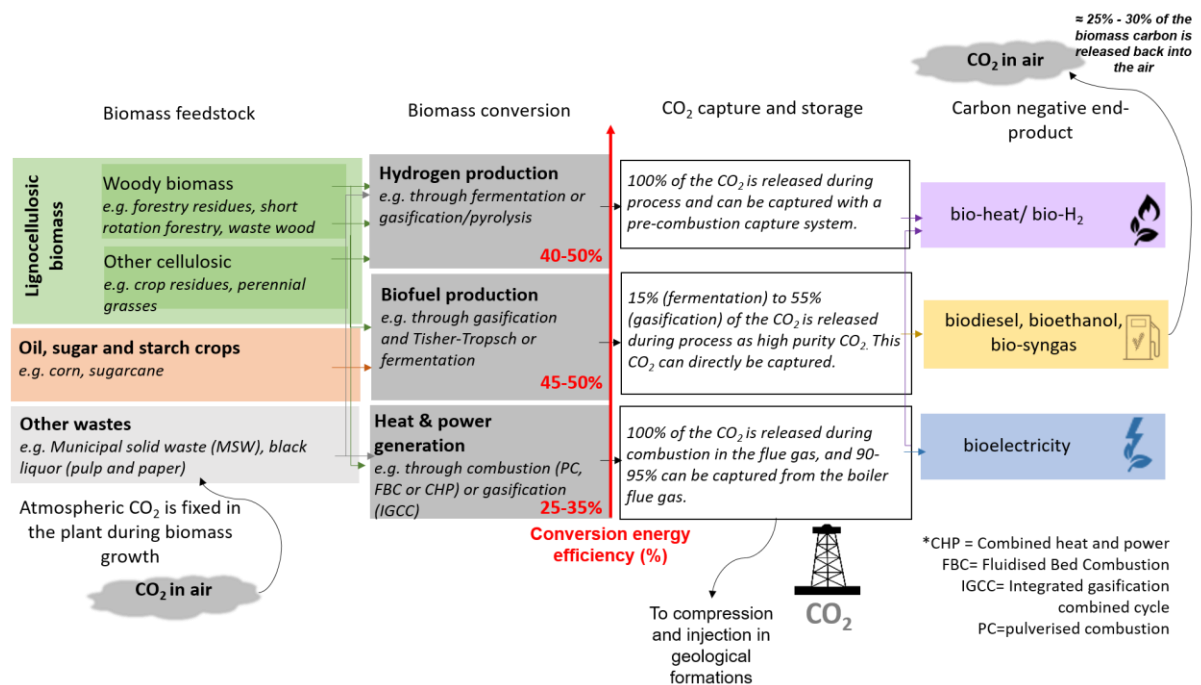 ≈ 25% - 30% of the
biomass carbon is
released back into
the air
CO2 in air
Biomass feedstock
Biomass conversion
CO2 capture and storage
Carbon negative end-
product
Lignocellulosic
biomass
Woody biomass
e.g. forestry residues, short
rotation forestry, waste wood
Other cellulosic
e.g. crop residues, perennial
grasses
Oil, sugar and starch crops
e.g. corn, sugarcane
Other wastes
e.g. Municipal solid waste (MSW), black
liquor (pulp and paper)
Atmospheric CO2 is fixed in
the plant during biomass
growth
CO2 in air
Hydrogen production
e.g. through fermentation or
gasification/pyrolysis
40-50%
Biofuel production
e.g. through gasification
and Tisher-Tropsch or
fermentation
45-50%
Heat & power
generation
e.g. through combustion (PC,
FBC or CHP) or gasification
(IGCC)
25-35%
Conversion energy
efficiency (%)
100% of the CO2 is released during
process and can be captured with a
pre-combustion capture system.
15% (fermentation) to 55%
(gasification) of the CO2 is released
during process as high purity CO2. This
CO2 can directly be captured.
100% of the CO2 is released during
combustion in the flue gas, and 90-
95% can be captured from the boiler
flue gas.
To compression
and injection in
geological
formations
CO2
bio-heat/ bio-H2
biodiesel, bioethanol,
bio-syngas
bioelectricity
*CHP = Combined heat and power
FBC= Fluidised Bed Combustion
IGCC= Integrated gasification
combined cycle
PC=pulverised combustion